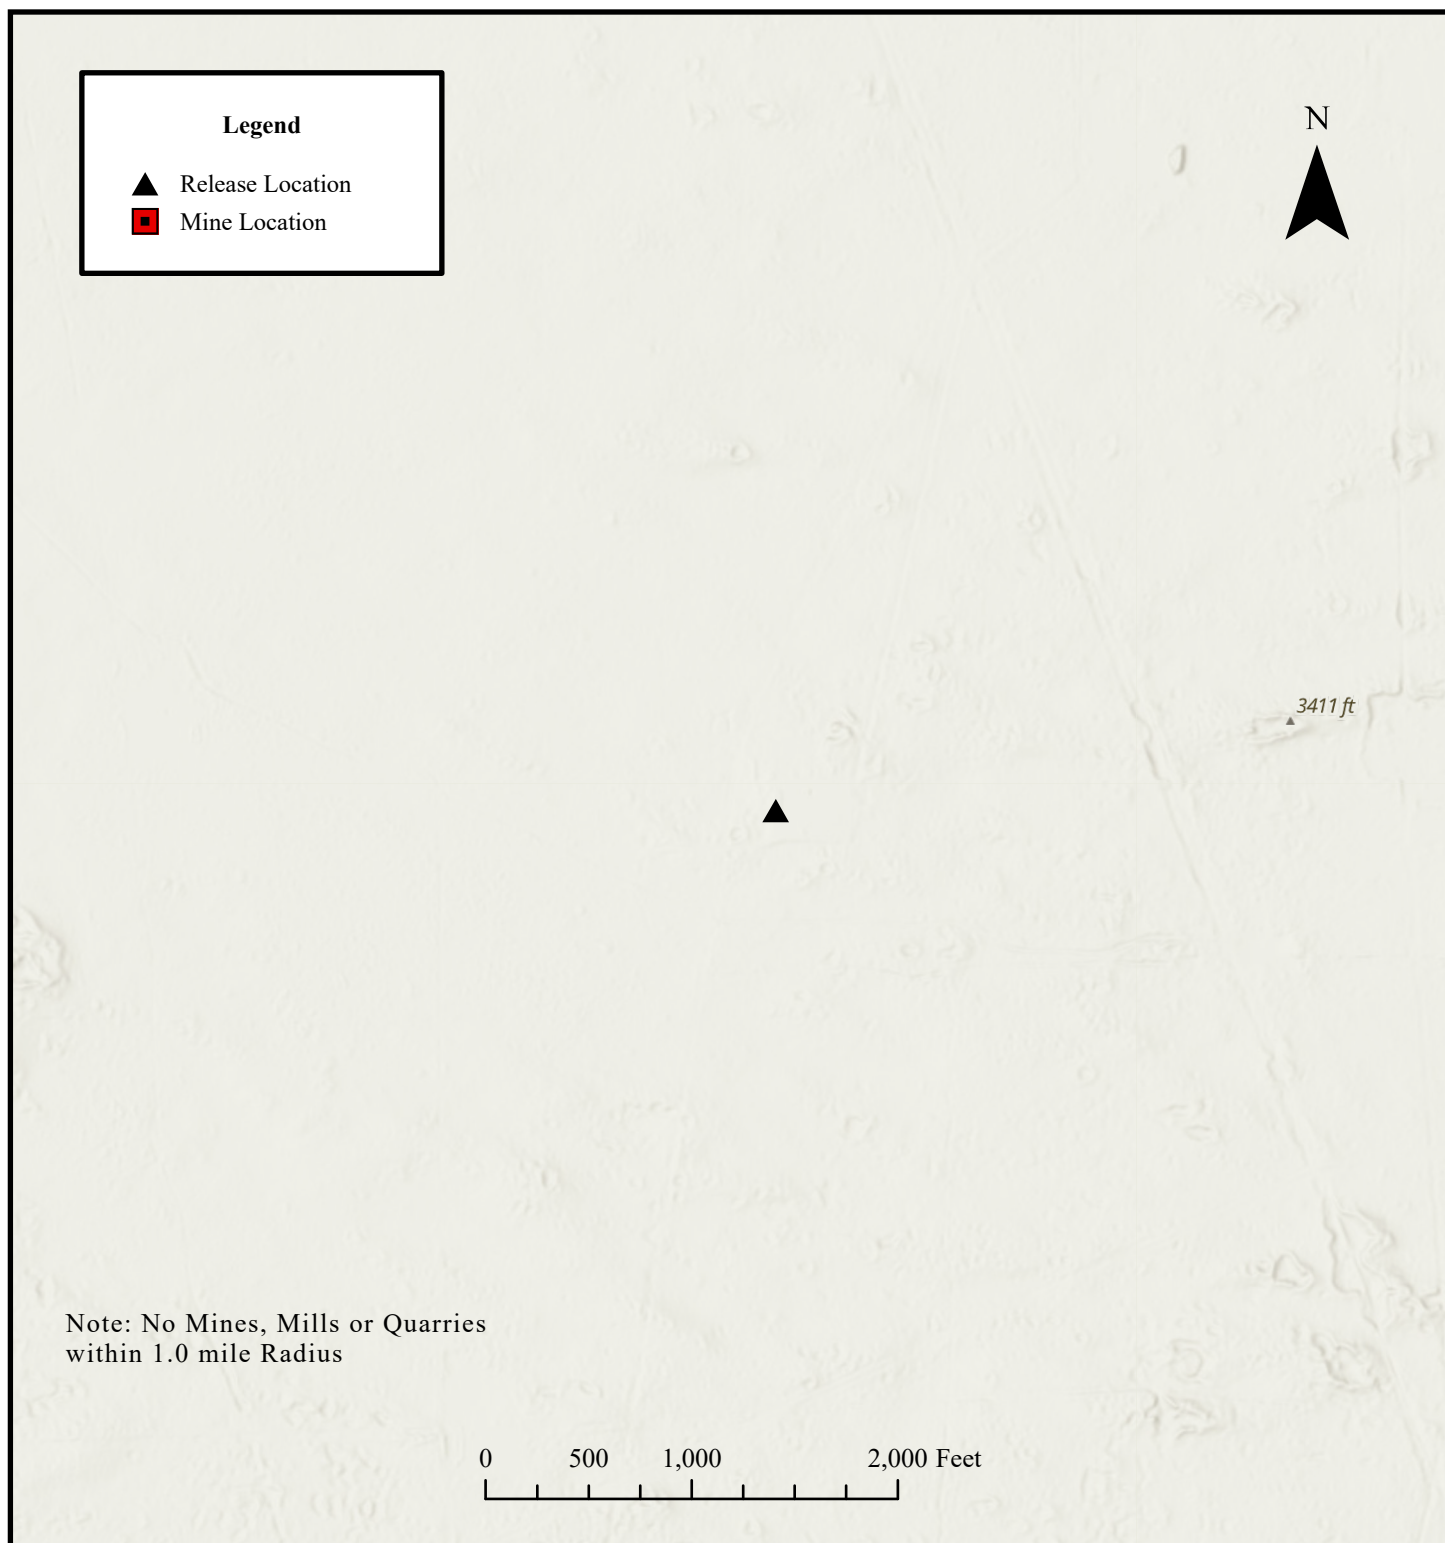 Legend
Release Location
Mine Location
N
3411 ft
Note: No Mines, Mills or Quarries
within 1.0 mile Radius
0 500 1,000 2,000 Feet